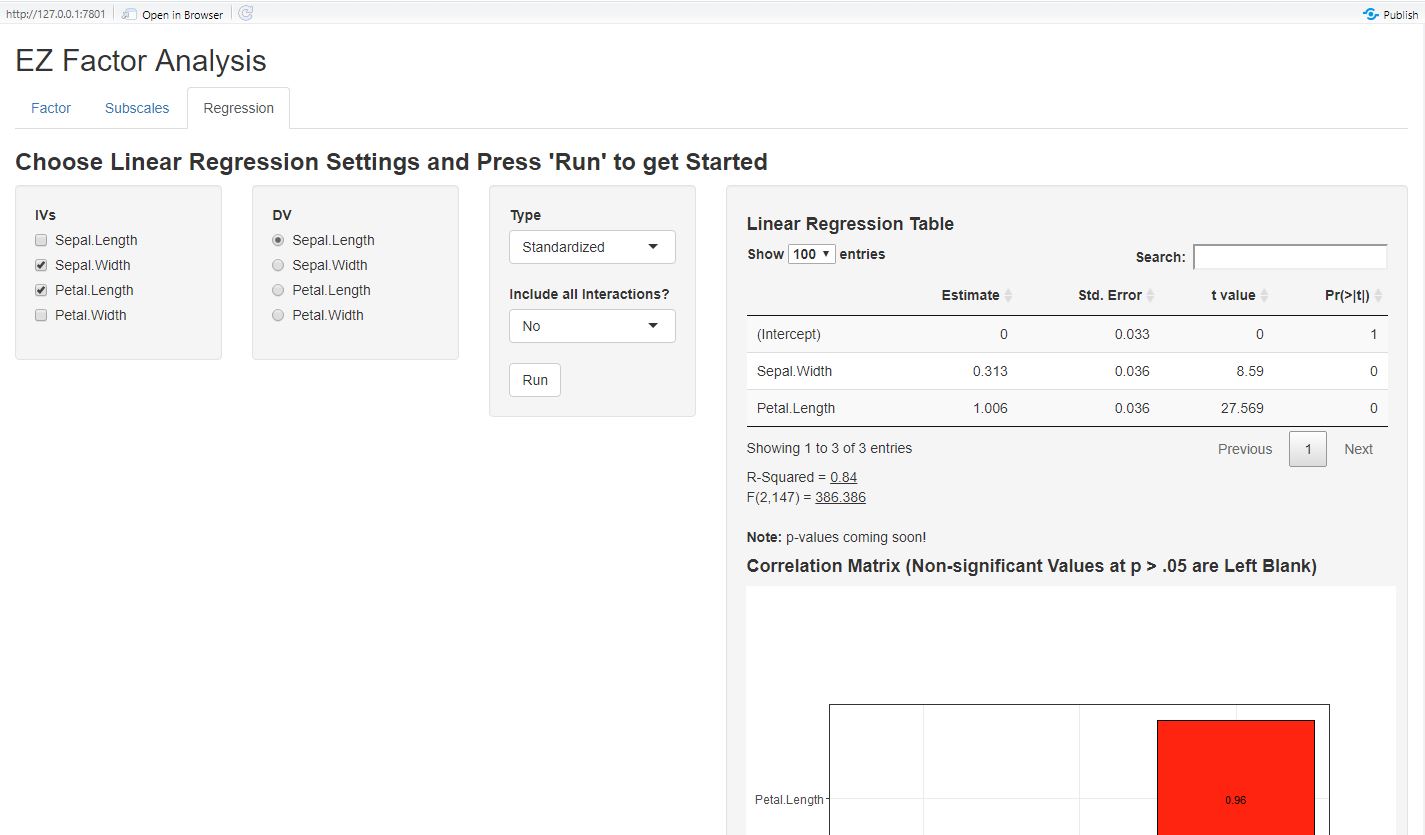 http://127.0.0.1:7801 Open in Browser Publish
EZ Factor Analysis
Factor Subscales Regression
Choose Linear Regression Settings and Press 'Run' to get Started
IVs
Sepal.Length
Sepal.Width
Petal.Length
Petal.Width
DV
Sepal.Length
Sepal.Width
Petal.Length
Petal.Width
Type
Standardized
Include all Interactions?
No
Run
Linear Regression Table
Show 100 entries Search:
Estimate Std. Error t value Pr(>|t|)
(Intercept) 0 0.033 0 1
Sepal.Width 0.313 0.036 8.59 0
Petal.Length 1.006 0.036 27.569 0
Showing 1 to 3 of 3 entries Previous 1 Next
R-Squared = 0.84
F(2,147) = 386.386
Note: p-values coming soon!
Correlation Matrix (Non-significant Values at p > .05 are Left Blank)
Petal.Length 0.96